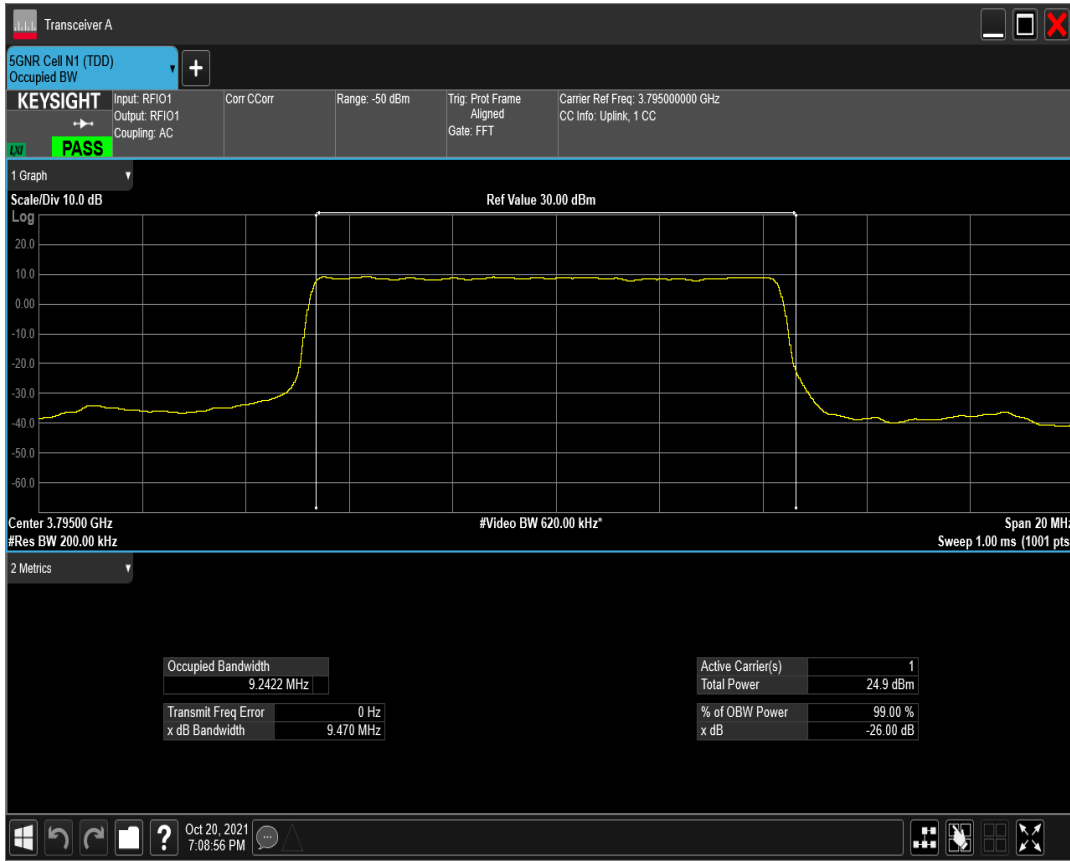 Transceiver A
5GNR Cell N1 (TDD)
Occupied BW
+
KEYSIGHT
LXI
PASS
Input: RFIO1
Output: RFIO1
Coupling: AC
Corr CCorr
Range: -50 dBm
Trig: Prot Frame
Aligned
Gate: FFT
Carrier Ref Freq: 3.795000000 GHz
CC Info: Uplink, 1 CC
1 Graph
Scale/Div 10.0 dB
Ref Value 30.00 dBm
Log
20.0
10.0
0.00
-10.0
-20.0
-30.0
-40.0
-50.0
-60.0
Center 3.79500 GHz
#Video BW 620.00 kHz*
Span 20 MHz
#Res BW 200.00 kHz
Sweep 1.00 ms (1001 pts
2 Metrics
Occupied Bandwidth
9.2422 MHz
Transmit Freq Error 0 Hz
x dB Bandwidth 9.470 MHz
Active Carrier(s) 1
Total Power 24.9 dBm
% of OBW Power 99.00 %
x dB -26.00 dB
?
Oct 20, 2021
7:08:56 PM